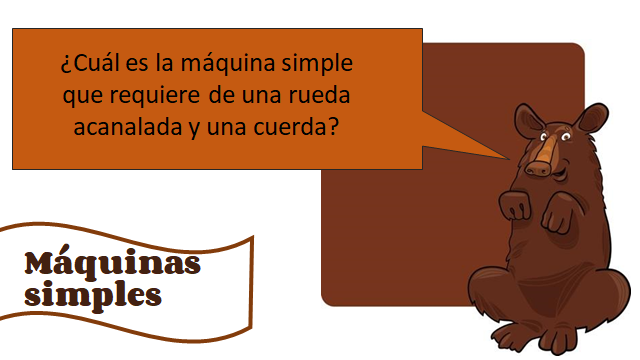 ¿Cuál es la máquina simple
que requiere de una rueda
acanalada y una cuerda?
Máquinas
simples